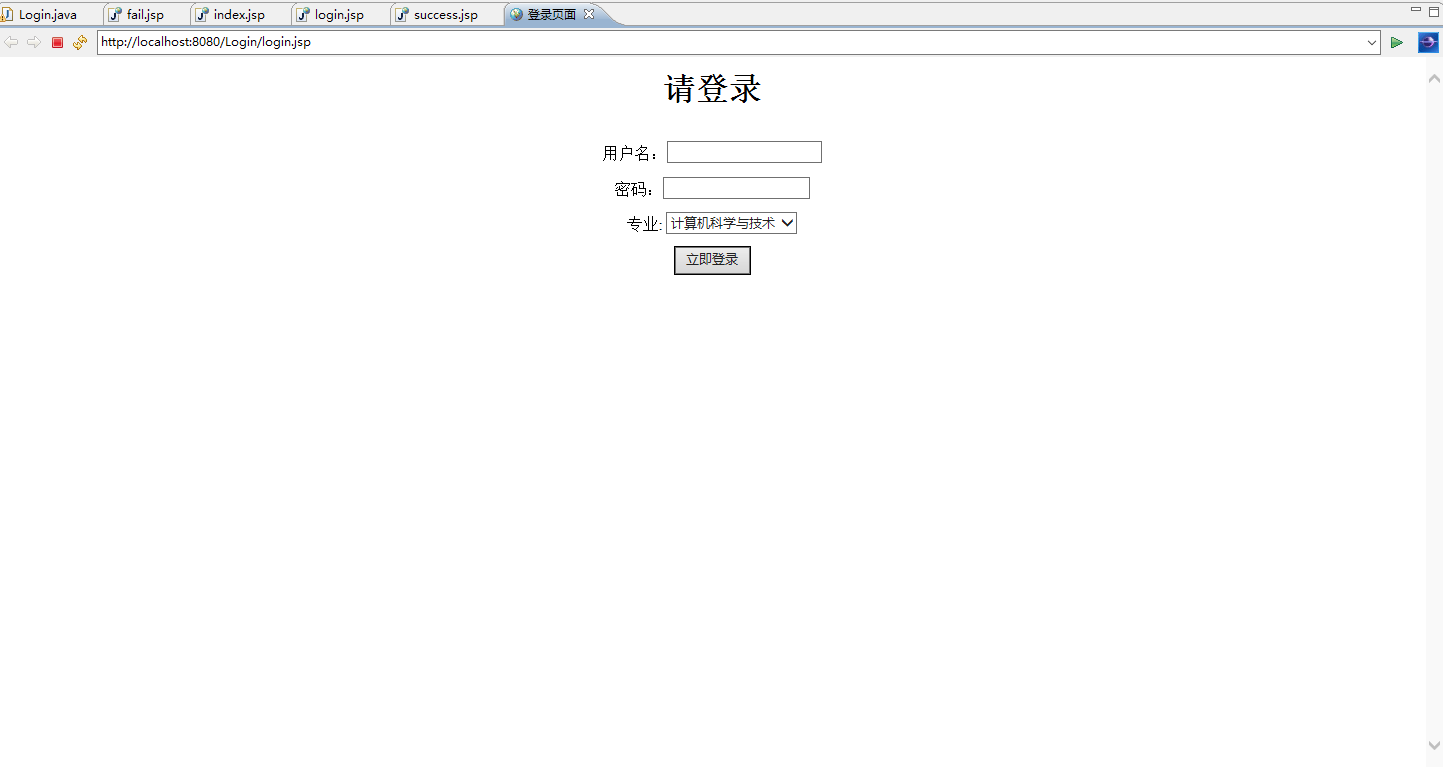 Login.java fail.jsp index.jsp login.jsp success.jsp 登录页面
http://localhost:8080/Login/login.jsp
请登录
用户名：
密码：
专业: 计算机科学与技术
立即登录